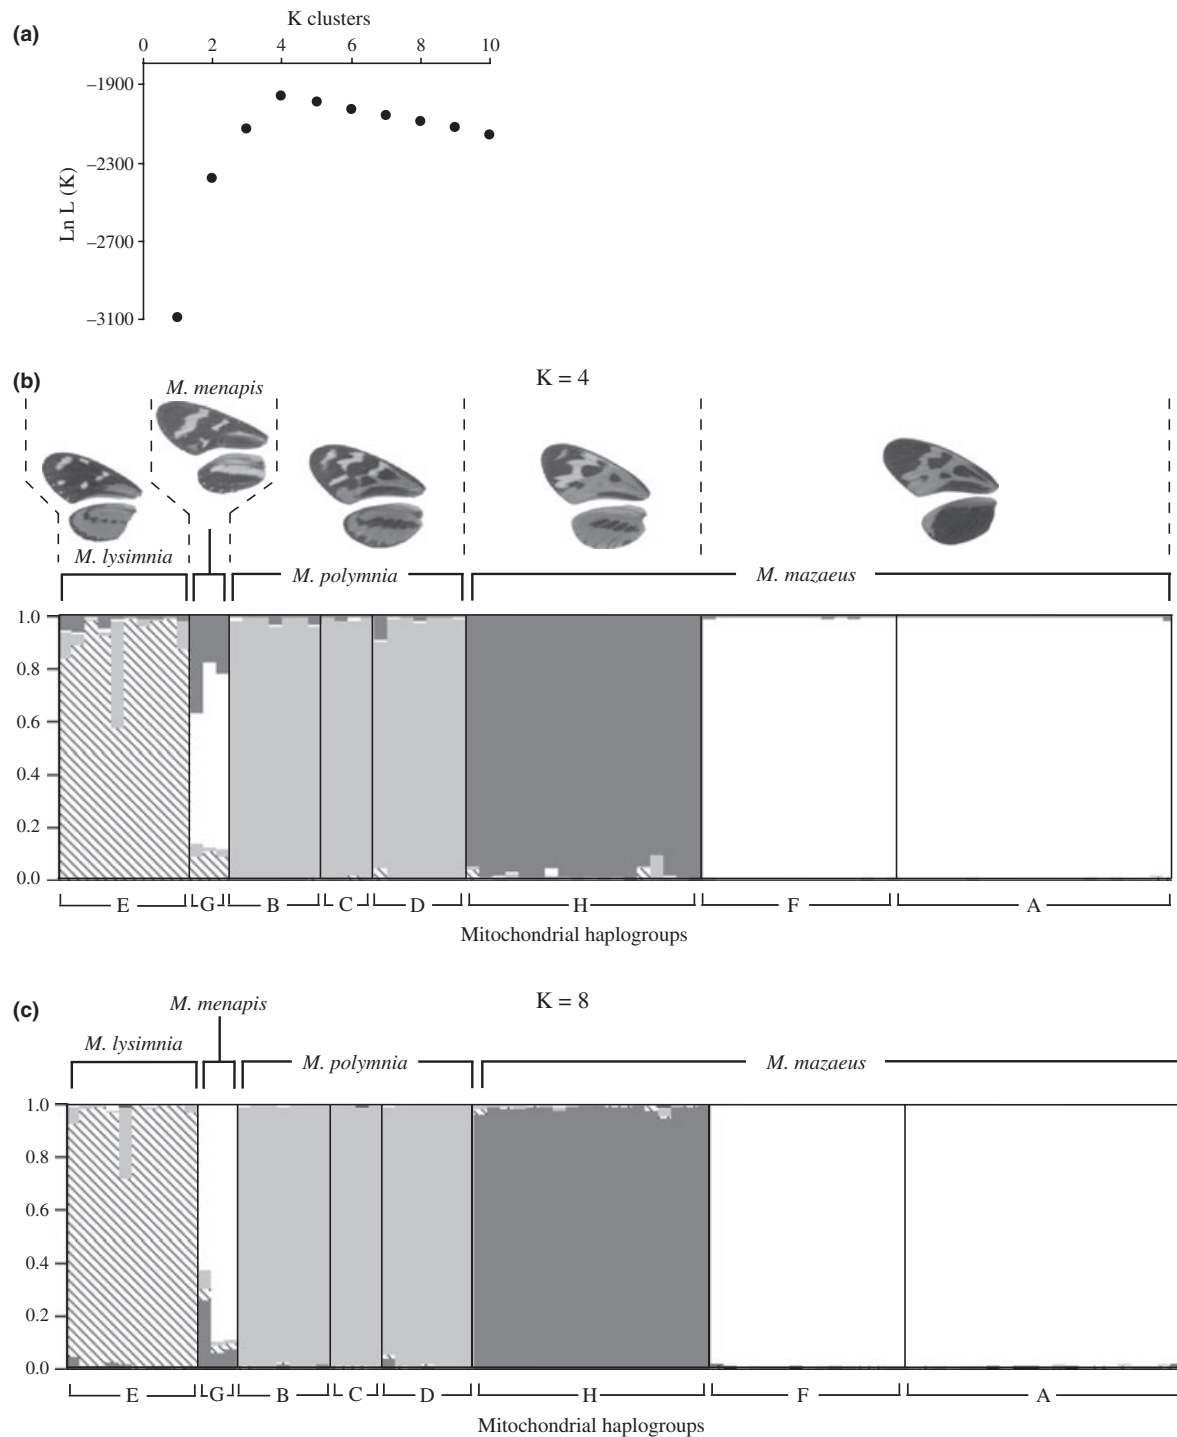 (a)
K clusters
0 2 4 6 8 10
–1900
–2300
–2700
–3100
Ln L (K)
(b)
K = 4
M. menapis
M. lysimnia
M. polymnia
M. mazaeus
1.0
0.8
0.6
0.4
0.2
0.0
E G B C D H F A
Mitochondrial haplogroups
(c)
K = 8
M. menapis
M. lysimnia
M. polymnia
M. mazaeus
1.0
0.8
0.6
0.4
0.2
0.0
E G B C D H F A
Mitochondrial haplogroups